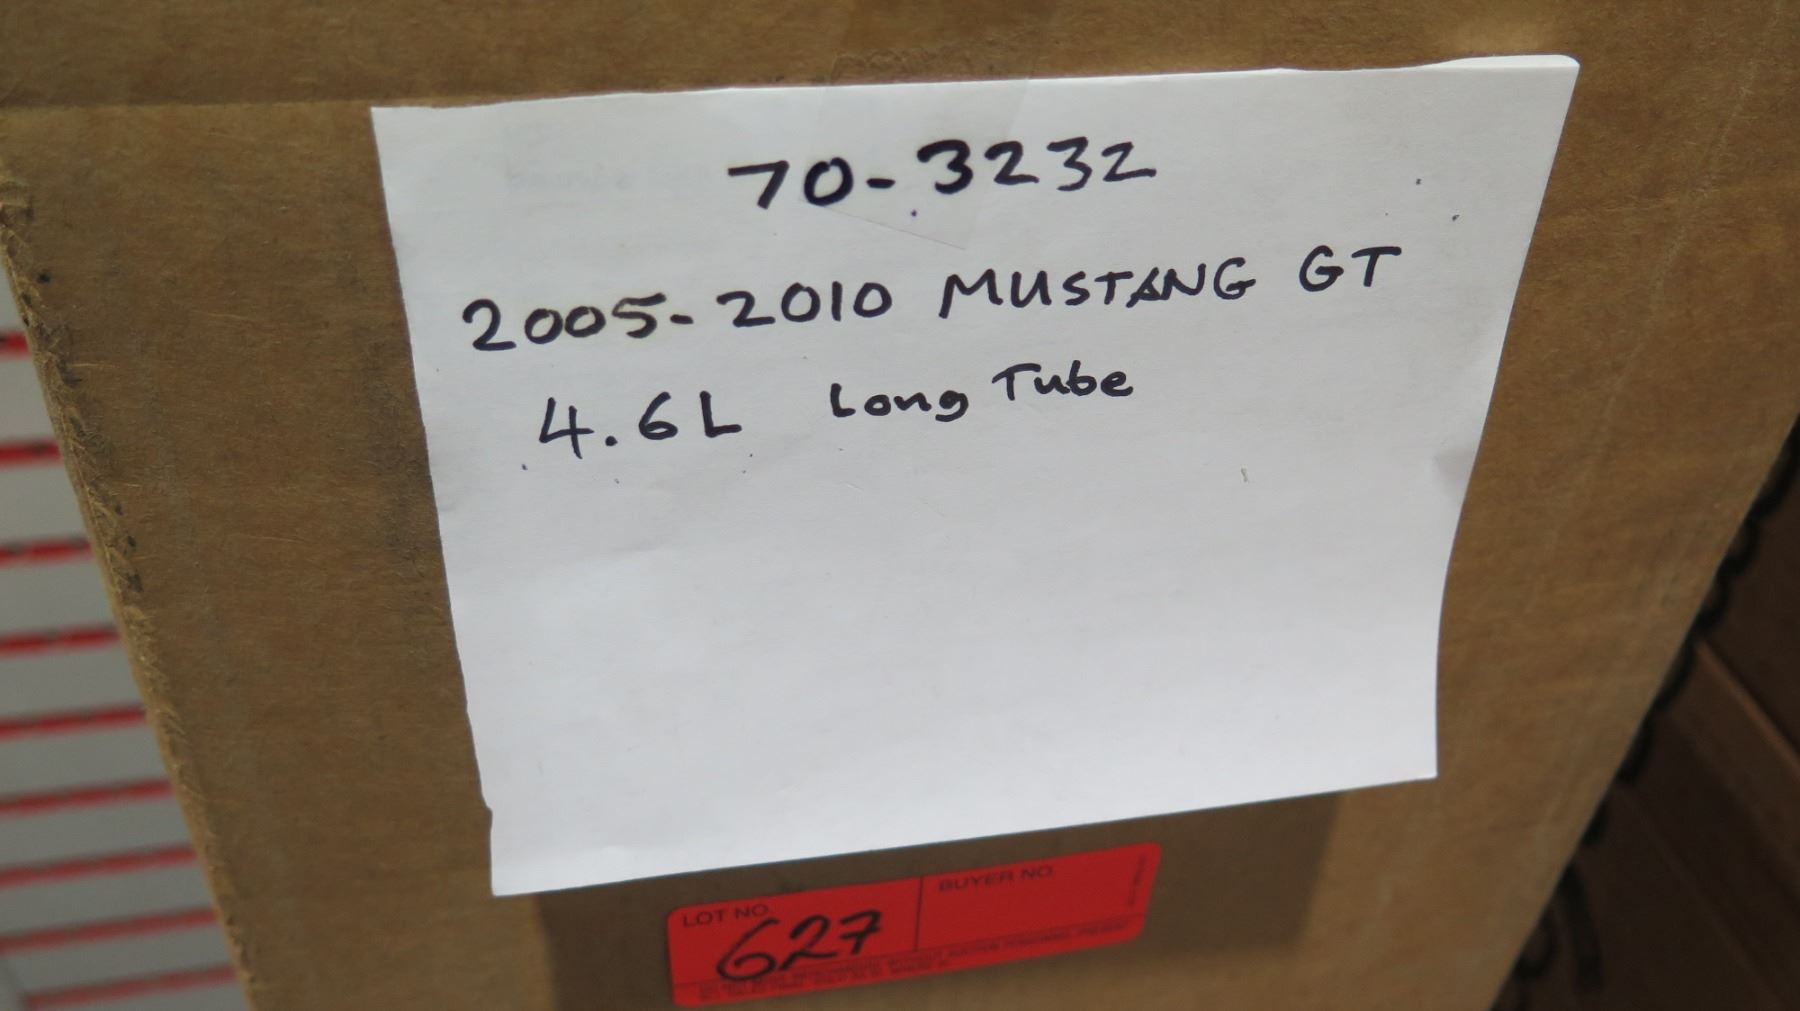 70-3232
2005-2010 MUSTANG GT
4.6L Long Tube
LOT NO.
627
BUYER NO.